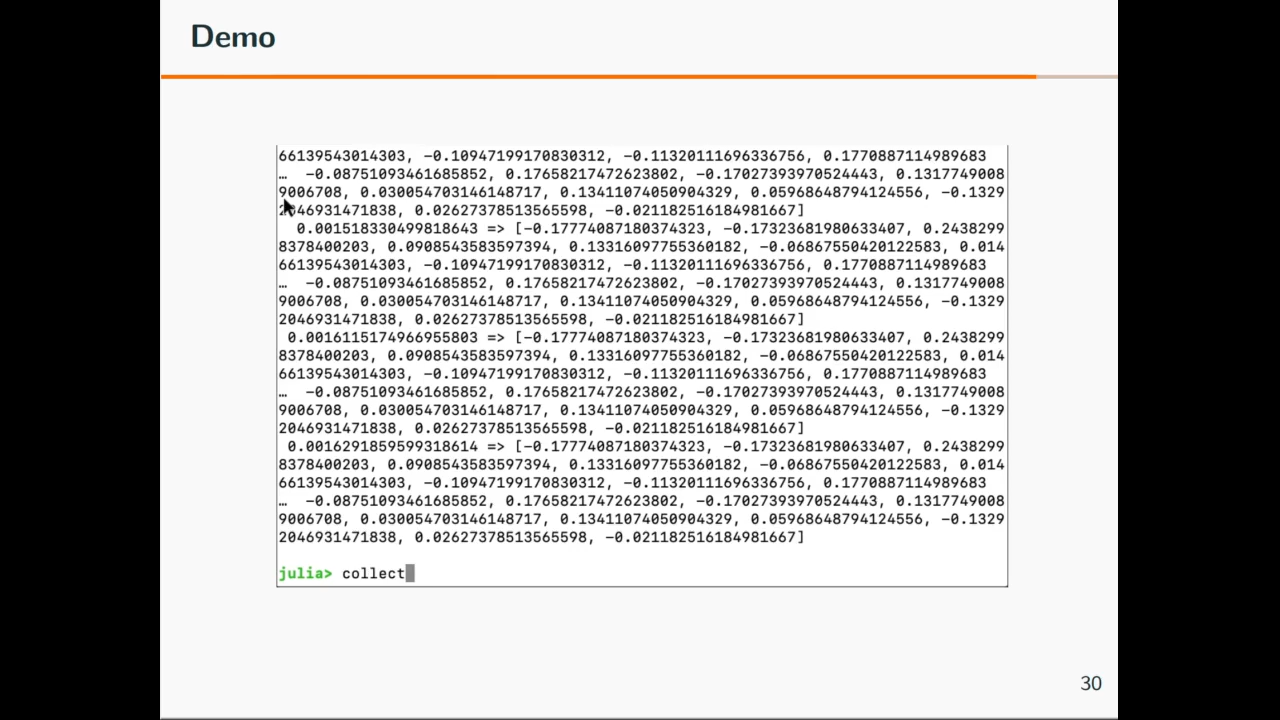 Demo
66139543014303, -0.10947199170830312, -0.11320111696336756, 0.1770887114989683
… -0.08751093461685852, 0.17658217472623802, -0.17027393970524443, 0.1317749008
9006708, 0.030054703146148717, 0.13411074050904329, 0.05968648794124556, -0.1329
2046931471838, 0.02627378513565598, -0.021182516184981667]
0.001518330499818643 => [-0.17774087180374323, -0.17323681980633407, 0.2438299
8378400203, 0.0908543583597394, 0.13316097755360182, -0.06867550420122583, 0.014
66139543014303, -0.10947199170830312, -0.11320111696336756, 0.1770887114989683
… -0.08751093461685852, 0.17658217472623802, -0.17027393970524443, 0.1317749008
9006708, 0.030054703146148717, 0.13411074050904329, 0.05968648794124556, -0.1329
2046931471838, 0.02627378513565598, -0.021182516184981667]
0.0016115174966955803 => [-0.17774087180374323, -0.17323681980633407, 0.2438299
8378400203, 0.0908543583597394, 0.13316097755360182, -0.06867550420122583, 0.014
66139543014303, -0.10947199170830312, -0.11320111696336756, 0.1770887114989683
… -0.08751093461685852, 0.17658217472623802, -0.17027393970524443, 0.1317749008
9006708, 0.030054703146148717, 0.13411074050904329, 0.05968648794124556, -0.1329
2046931471838, 0.02627378513565598, -0.021182516184981667]
0.0016291859599318614 => [-0.17774087180374323, -0.17323681980633407, 0.2438299
8378400203, 0.0908543583597394, 0.13316097755360182, -0.06867550420122583, 0.014
66139543014303, -0.10947199170830312, -0.11320111696336756, 0.1770887114989683
… -0.08751093461685852, 0.17658217472623802, -0.17027393970524443, 0.1317749008
9006708, 0.030054703146148717, 0.13411074050904329, 0.05968648794124556, -0.1329
2046931471838, 0.02627378513565598, -0.021182516184981667]
julia> collect
30